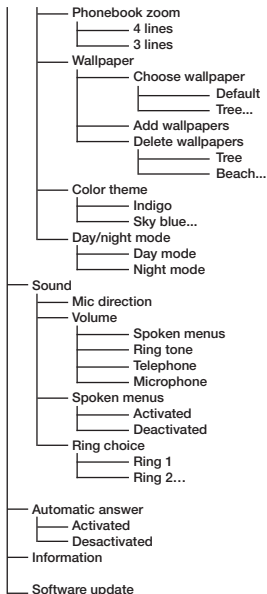 Phonebook zoom
4 lines
3 lines
Wallpaper
Choose wallpaper
Default
Tree...
Add wallpapers
Delete wallpapers
Tree
Beach...
Color theme
Indigo
Sky blue...
Day/night mode
Day mode
Night mode
Sound
Mic direction
Volume
Spoken menus
Ring tone
Telephone
Microphone
Spoken menus
Activated
Deactivated
Ring choice
Ring 1
Ring 2...
Automatic answer
Activated
Desactivated
Information
Software update